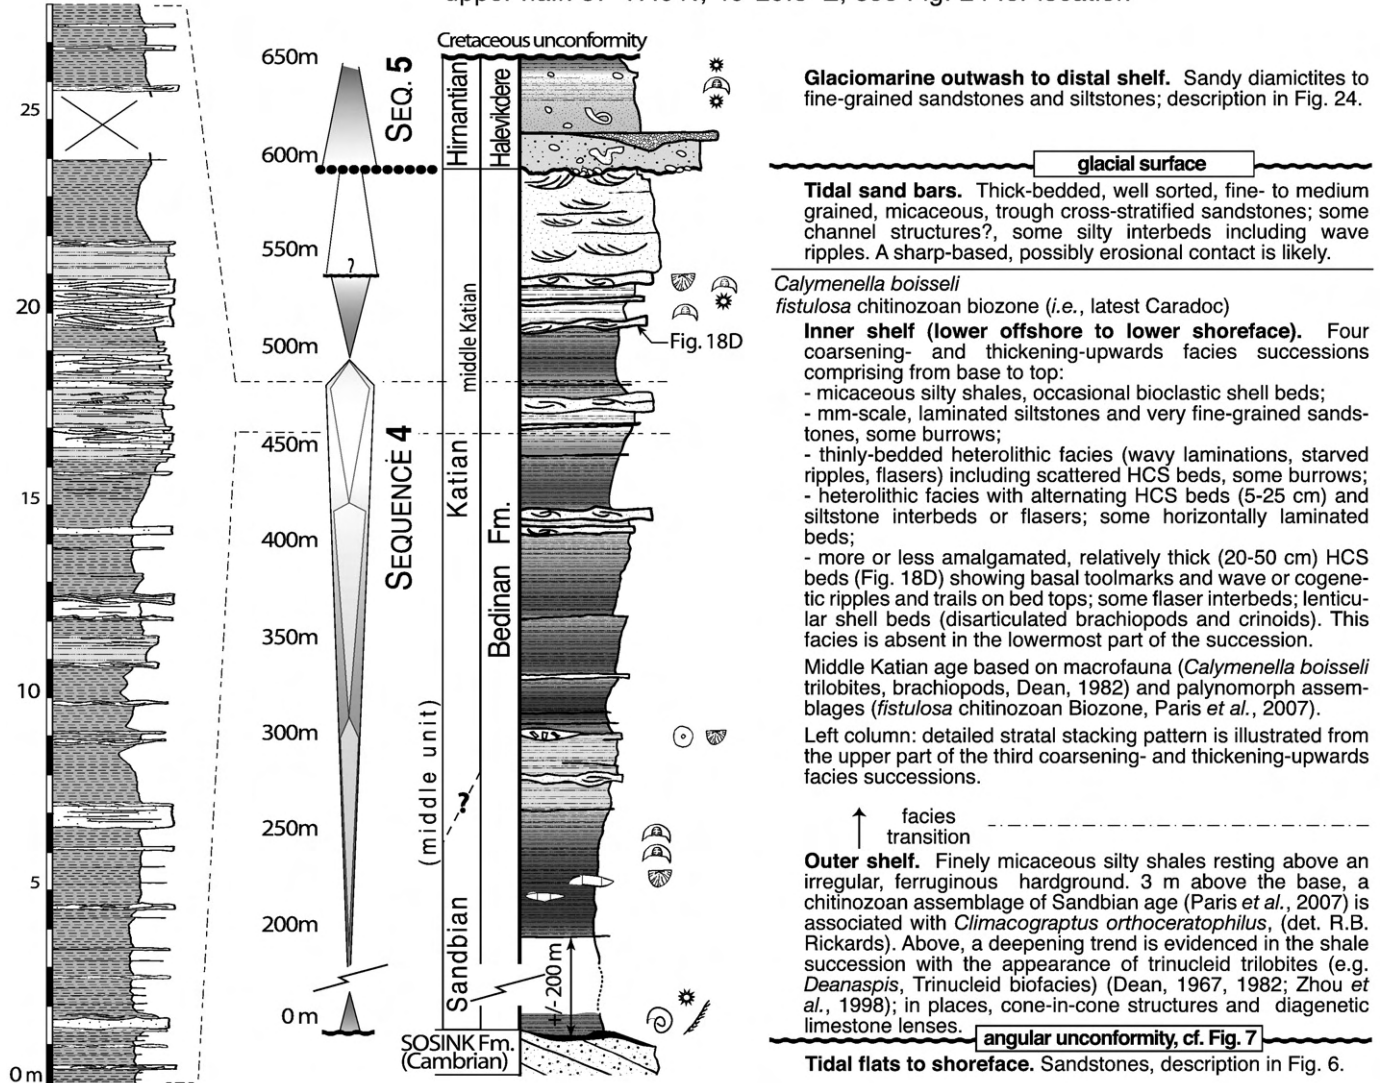 25
20
15
10
5
0 m
650m
600m
550m
500m
450m
400m
350m
300m
250m
200m
0 m
?
SEQ. 5
SEQUENCE 4
Cretaceous unconformity
Hirnantian
Halevikdere
middle Katian
Katian
Bedinan Fm.
(middle unit)
?
Sandbian
+/- 200 m
SOSINK Fm.
(Cambrian)
Fig. 18D
Glaciomarine outwash to distal shelf. Sandy diamictites to
fine-grained sandstones and siltstones; description in Fig. 24.
glacial surface
Tidal sand bars. Thick-bedded, well sorted, fine- to medium
grained, micaceous, trough cross-stratified sandstones; some
channel structures?, some silty interbeds including wave
ripples. A sharp-based, possibly erosional contact is likely.
Calymenella boisseli
fistulosa chitinozoan biozone (i.e., latest Caradoc)
Inner shelf (lower offshore to lower shoreface). Four
coarsening- and thickening-upwards facies successions
comprising from base to top:
- micaceous silty shales, occasional bioclastic shell beds;
- mm-scale, laminated siltstones and very fine-grained sands-
tones, some burrows;
- thinly-bedded heterolithic facies (wavy laminations, starved
ripples, flasers) including scattered HCS beds, some burrows;
- heterolithic facies with alternating HCS beds (5-25 cm) and
siltstone interbeds or flasers; some horizontally laminated
beds;
- more or less amalgamated, relatively thick (20-50 cm) HCS
beds (Fig. 18D) showing basal toolmarks and wave or cogene-
tic ripples and trails on bed tops; some flaser interbeds; lenticu-
lar shell beds (disarticulated brachiopods and crinoids). This
facies is absent in the lowermost part of the succession.
Middle Katian age based on macrofauna (Calymenella boisseli
trilobites, brachiopods, Dean, 1982) and palynomorph assem-
blages (fistulosa chitinozoan Biozone, Paris et al., 2007).
Left column: detailed stratal stacking pattern is illustrated from
the upper part of the third coarsening- and thickening-upwards
facies successions.
facies
transition
Outer shelf. Finely micaceous silty shales resting above an
irregular, ferruginous hardground. 3 m above the base, a
chitinozoan assemblage of Sandbian age (Paris et al., 2007) is
associated with Climacograptus orthoceratophilus, (det. R.B.
Rickards). Above, a deepening trend is evidenced in the shale
succession with the appearance of trinucleid trilobites (e.g.
Deanaspis, Trinucleid biofacies) (Dean, 1967, 1982; Zhou et
al., 1998); in places, cone-in-cone structures and diagenetic
limestone lenses.
angular unconformity, cf. Fig. 7
Tidal flats to shoreface. Sandstones, description in Fig. 6.